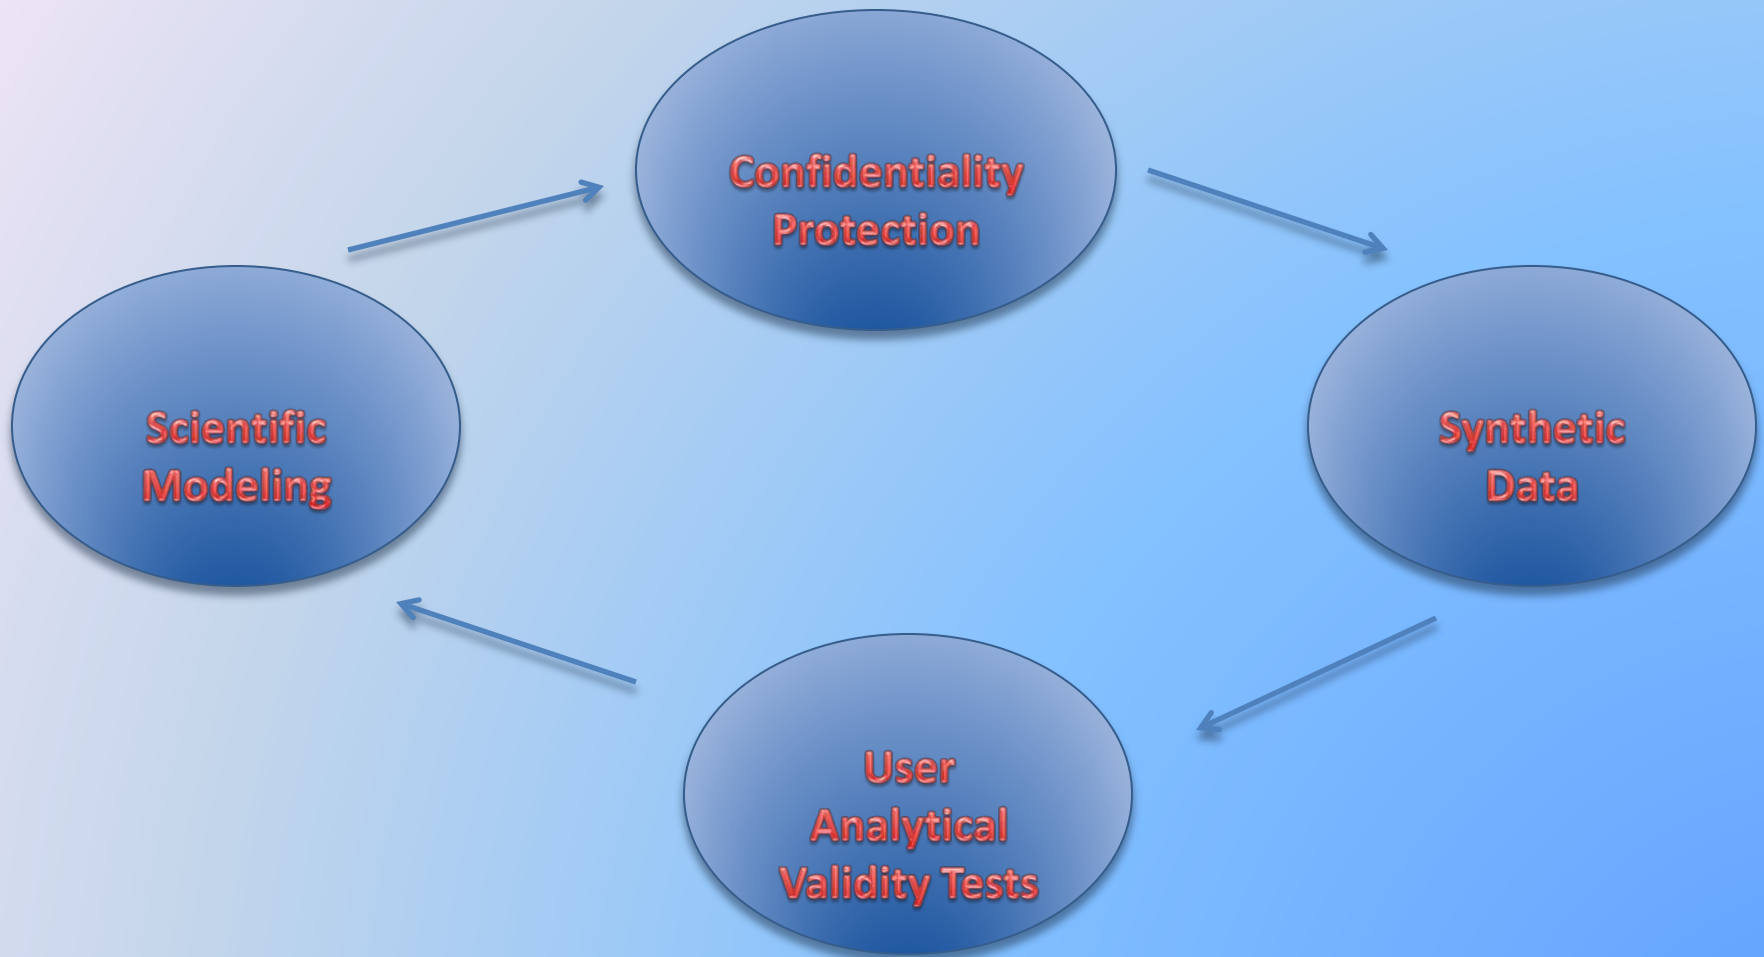 Confidentiality
Protection
Scientific
Modeling
Synthetic
Data
User
Analytical
Validity Tests